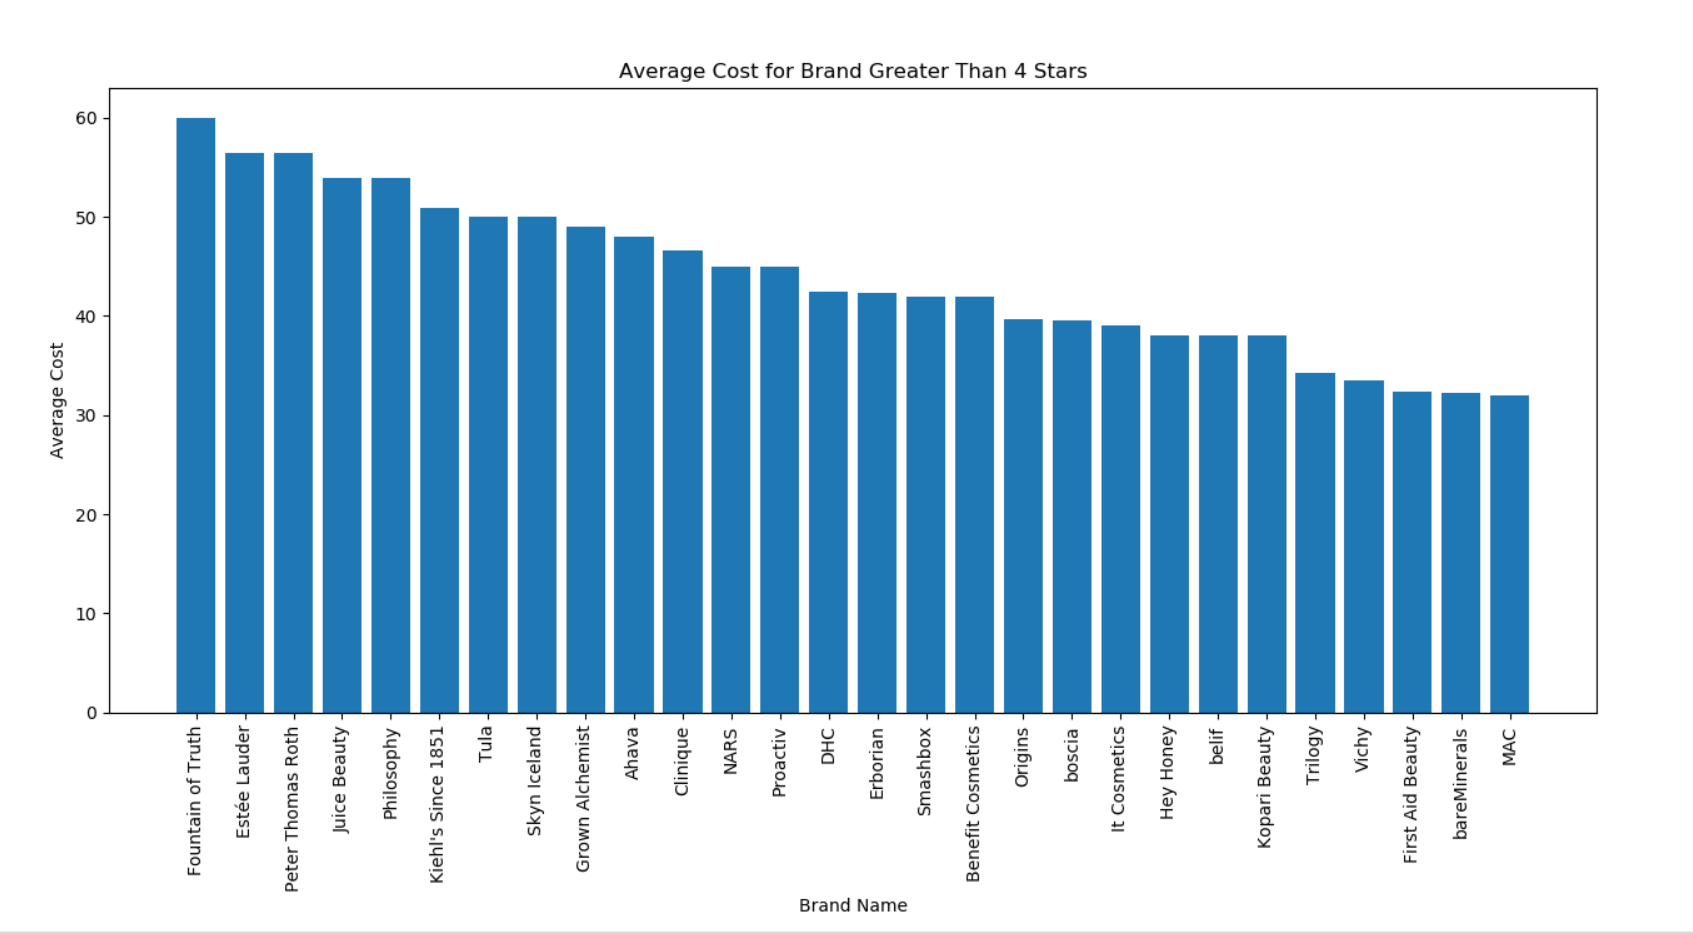 Average Cost for Brand Greater Than 4 Stars
60
50
40
30
20
10
0
Average Cost
Fountain of Truth
Estée Lauder
Peter Thomas Roth
Juice Beauty
Philosophy
Kiehl's Since 1851
Tula
Skyn Iceland
Grown Alchemist
Ahava
Clinique
NARS
Proactiv
DHC
Erborian
Smashbox
Benefit Cosmetics
Origins
boscia
It Cosmetics
Hey Honey
belif
Kopari Beauty
Trilogy
Vichy
First Aid Beauty
bareMinerals
MAC
Brand Name